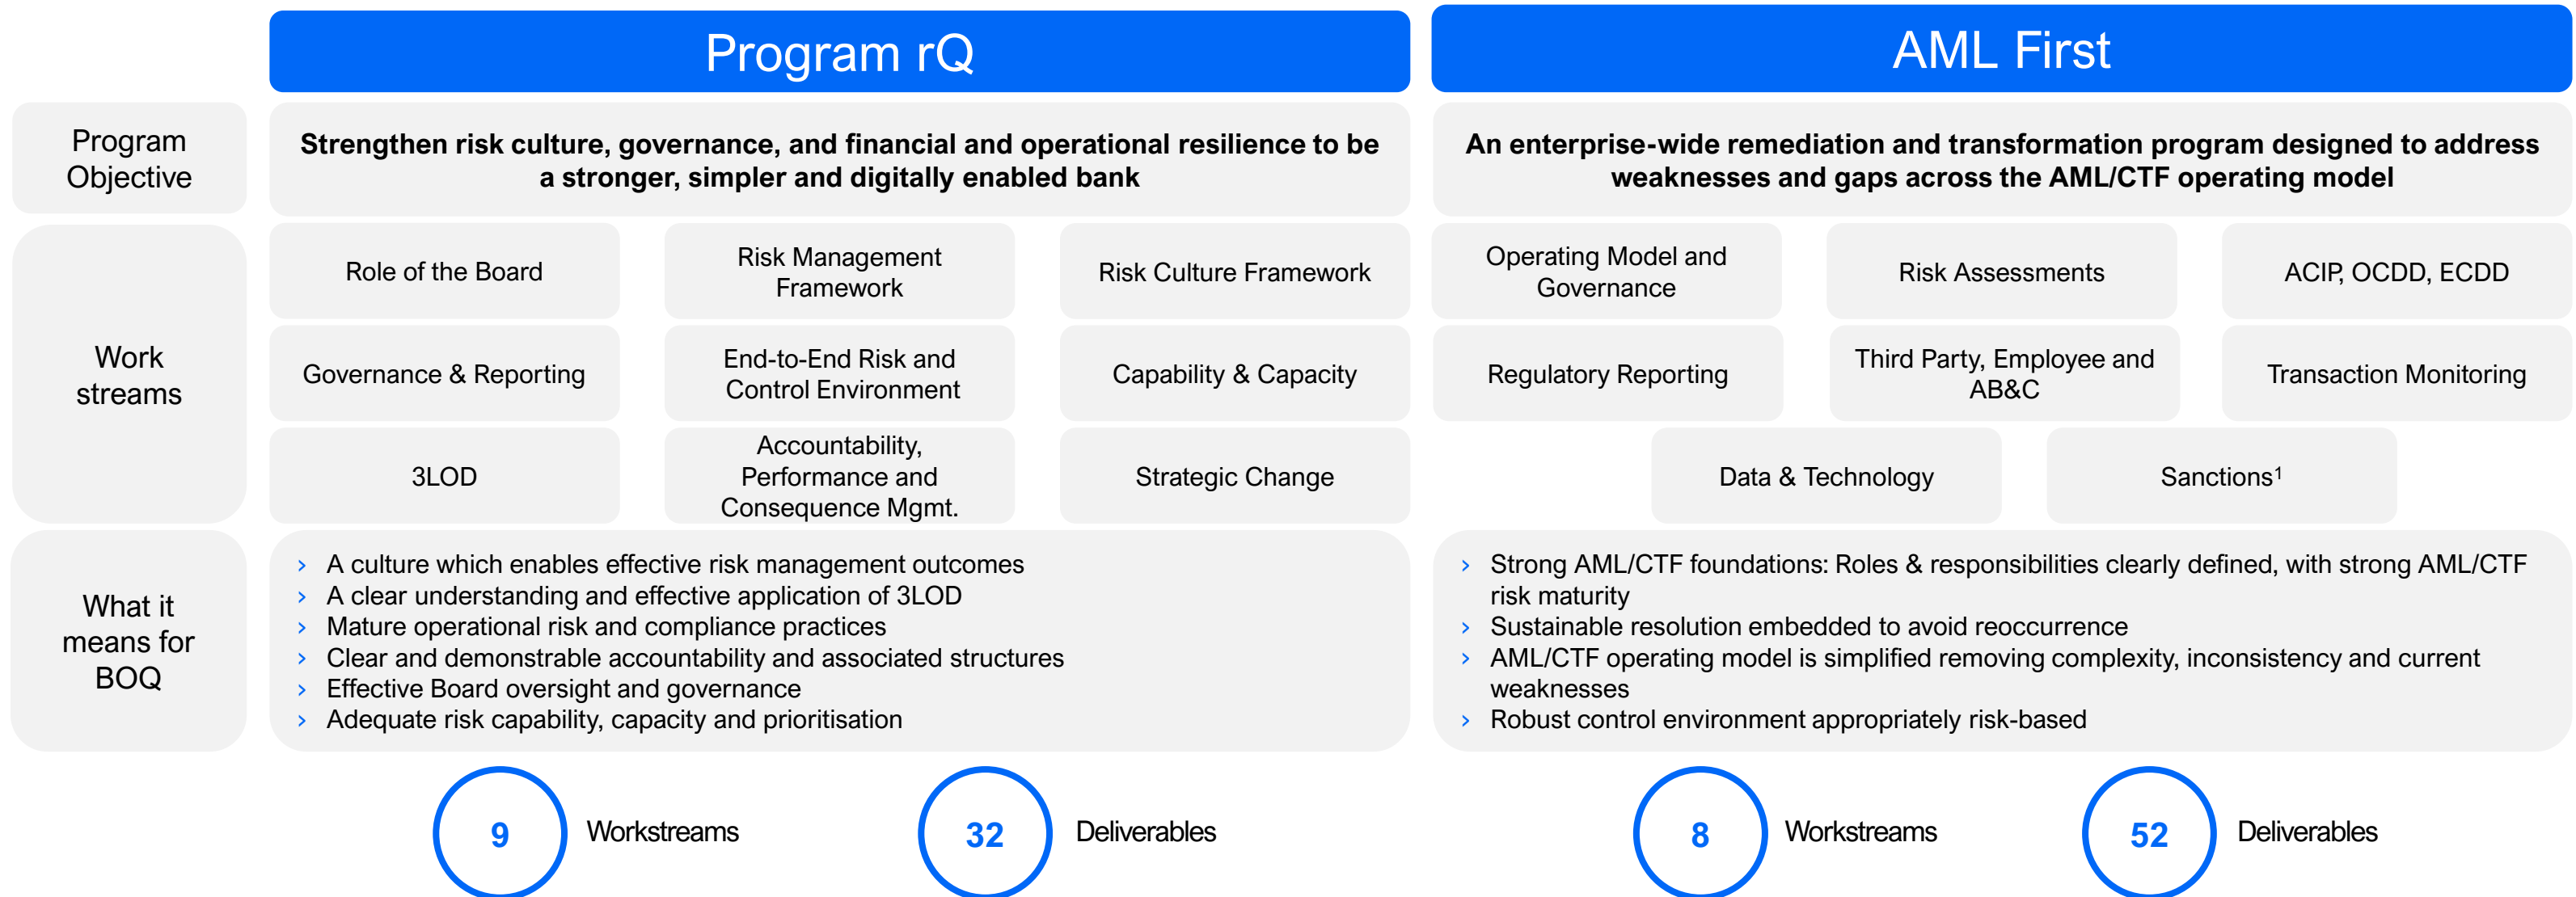 Program rQ
AML First
Program
Objective
Strengthen risk culture, governance, and financial and operational resilience to be
a stronger, simpler and digitally enabled bank
An enterprise-wide remediation and transformation program designed to address
weaknesses and gaps across the AML/CTF operating model
Work
streams
Role of the Board
Risk Management
Framework
Risk Culture Framework
Governance & Reporting
End-to-End Risk and
Control Environment
Capability & Capacity
3LOD
Accountability,
Performance and
Consequence Mgmt.
Strategic Change
Operating Model and
Governance
Risk Assessments
ACIP, OCDD, ECDD
Regulatory Reporting
Third Party, Employee and
AB&C
Transaction Monitoring
Data & Technology
Sanctions¹
What it
means for
BOQ
› A culture which enables effective risk management outcomes
› A clear understanding and effective application of 3LOD
› Mature operational risk and compliance practices
› Clear and demonstrable accountability and associated structures
› Effective Board oversight and governance
› Adequate risk capability, capacity and prioritisation
› Strong AML/CTF foundations: Roles & responsibilities clearly defined, with strong AML/CTF
risk maturity
› Sustainable resolution embedded to avoid reoccurrence
› AML/CTF operating model is simplified removing complexity, inconsistency and current
weaknesses
› Robust control environment appropriately risk-based
9 Workstreams
32 Deliverables
8 Workstreams
52 Deliverables